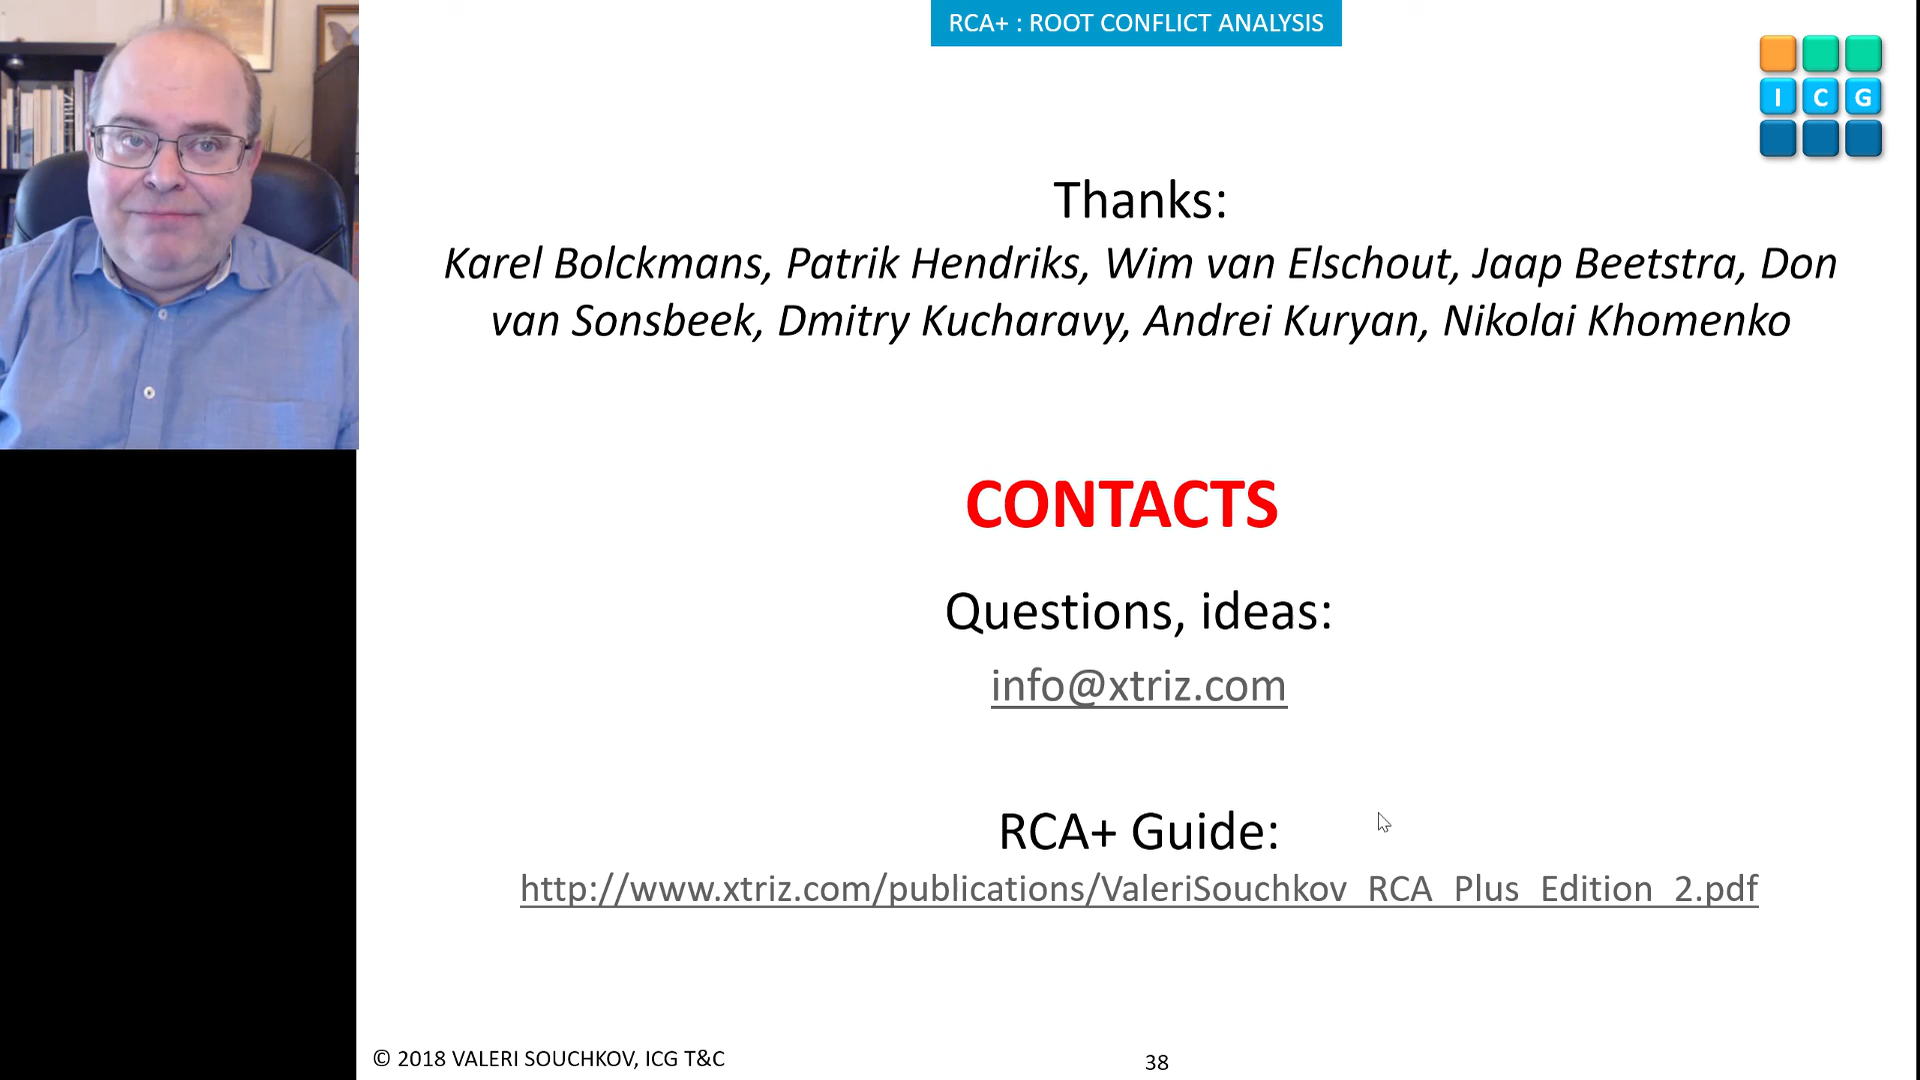 RCA+ : ROOT CONFLICT ANALYSIS
I C G
Thanks:
Karel Bolckmans, Patrik Hendriks, Wim van Elschout, Jaap Beetstra, Don
van Sonsbeek, Dmitry Kucharavy, Andrei Kuryan, Nikolai Khomenko
CONTACTS
Questions, ideas:
info@xtriz.com
RCA+ Guide:
http://www.xtriz.com/publications/ValeriSouchkov_RCA_Plus_Edition_2.pdf
© 2018 VALERI SOUCHKOV, ICG T&C
38